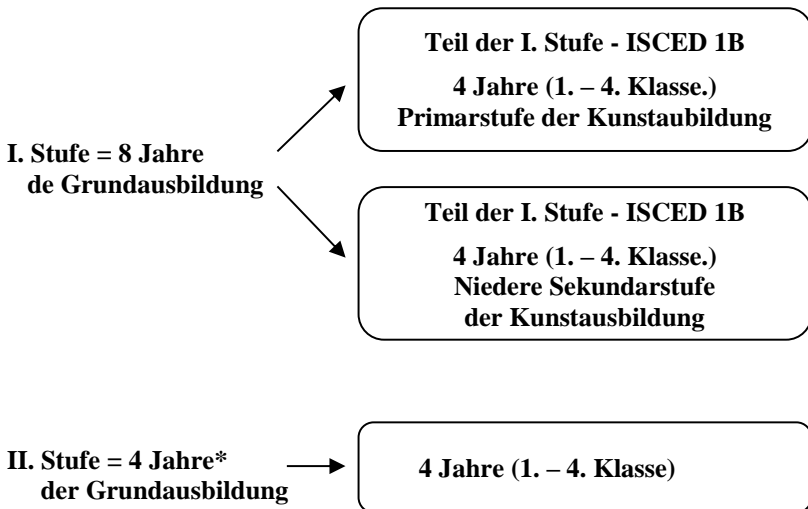 Teil der I. Stufe - ISCED 1B
4 Jahre (1. – 4. Klasse.)
Primarstufe der Kunstaubildung
I. Stufe = 8 Jahre
de Grundausbildung
Teil der I. Stufe - ISCED 1B
4 Jahre (1. – 4. Klasse.)
Niedere Sekundarstufe
der Kunstausbildung
II. Stufe = 4 Jahre*
der Grundausbildung
4 Jahre (1. – 4. Klasse)